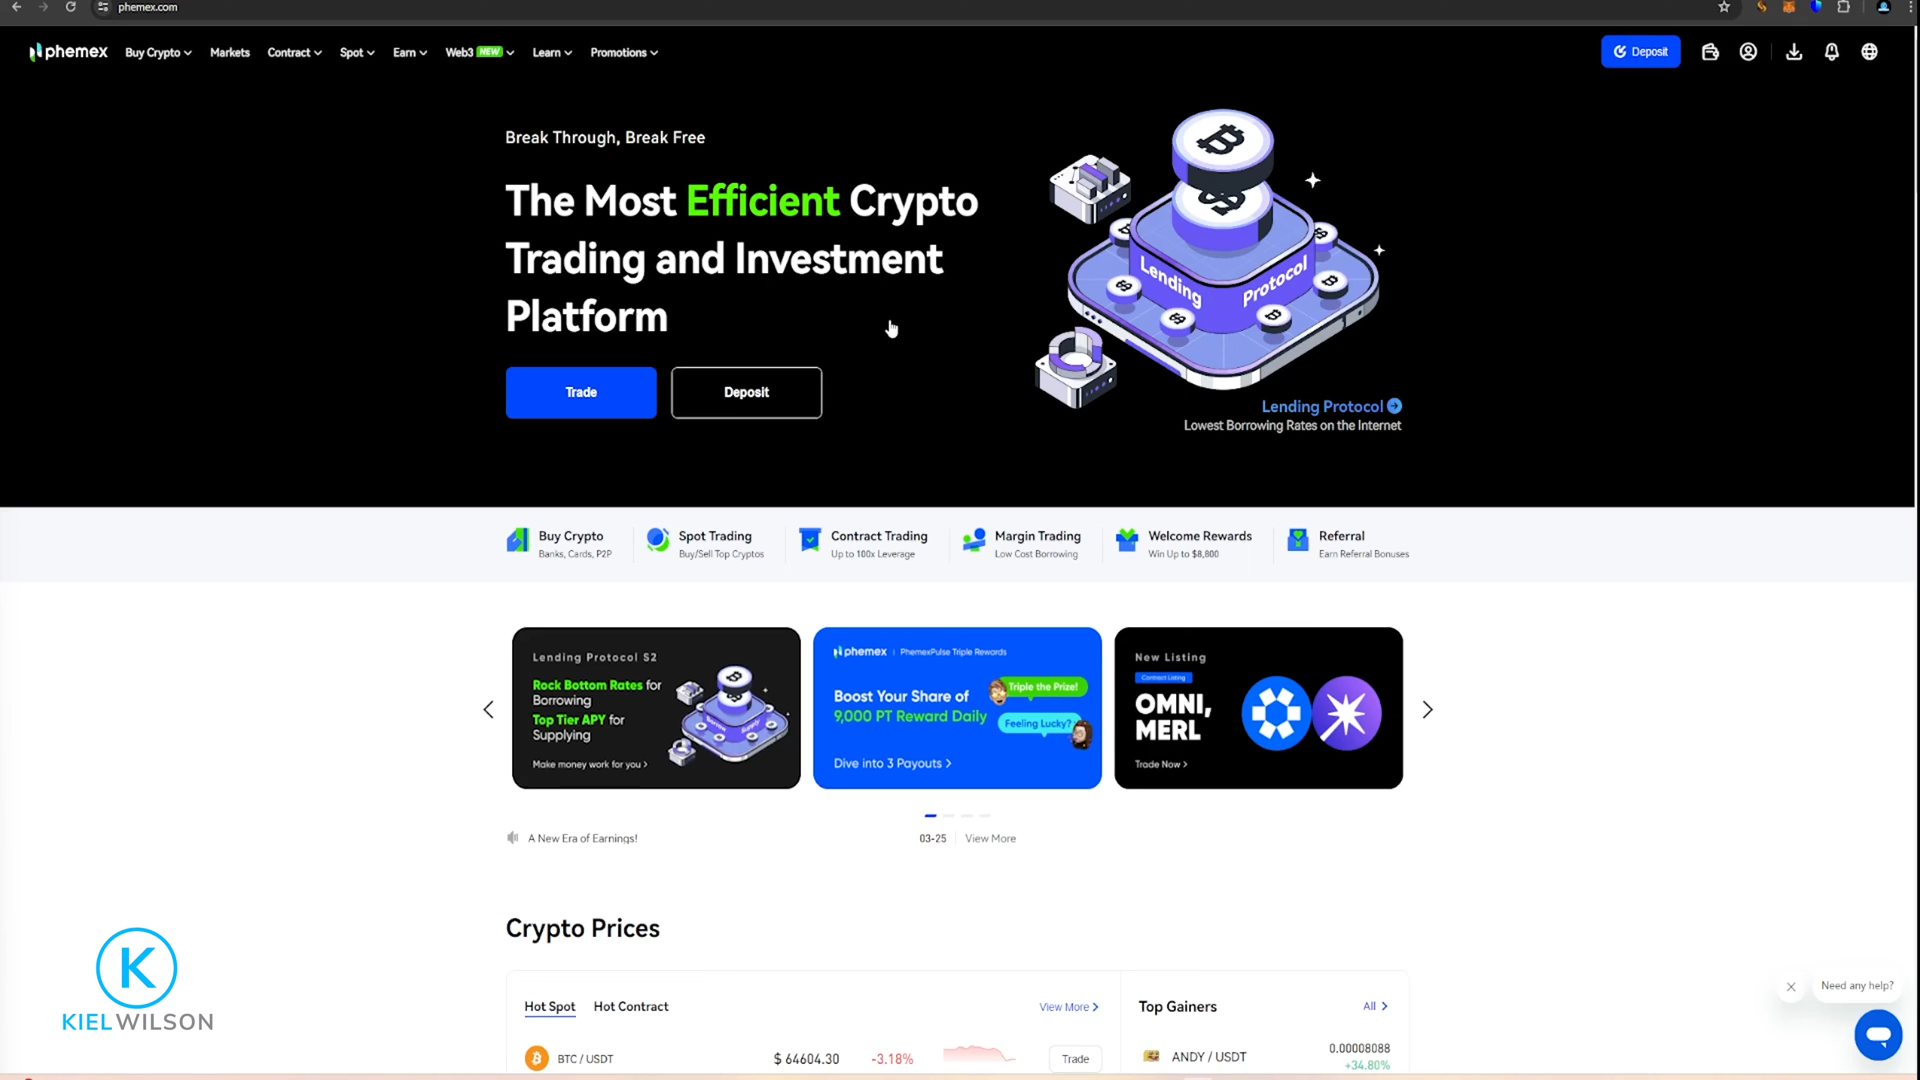 phemex.com
phemex
Buy Crypto
Markets
Contract
Spot
Earn
Web3 NEW
Learn
Promotions
Deposit
Break Through, Break Free
The Most Efficient Crypto
Trading and Investment
Platform
Trade
Deposit
Lending Protocol
Lending Protocol
Lowest Borrowing Rates on the Internet
Buy Crypto
Banks, Cards, P2P
Spot Trading
Buy/Sell Top Cryptos
Contract Trading
Up to 100x Leverage
Margin Trading
Low Cost Borrowing
Welcome Rewards
Win Up to $8,800
Referral
Earn Referral Bonuses
Lending Protocol S2
Rock Bottom Rates for
Borrowing
Top Tier APY for
Supplying
Make money work for you >
phemex | PhemexPulse Triple Rewards
Boost Your Share of
9,000 PT Reward Daily
Triple the Prize!
Feeling Lucky?
Dive into 3 Payouts >
New Listing
Contract Listing
OMNI,
MERL
Trade Now >
A New Era of Earnings!
03-25
View More
Crypto Prices
Hot Spot
Hot Contract
View More >
Top Gainers
All >
BTC / USDT
$ 64604.30
-3.18%
Trade
ANDY / USDT
0.00008088
+34.80%
Need any help?
K
KIELWILSON